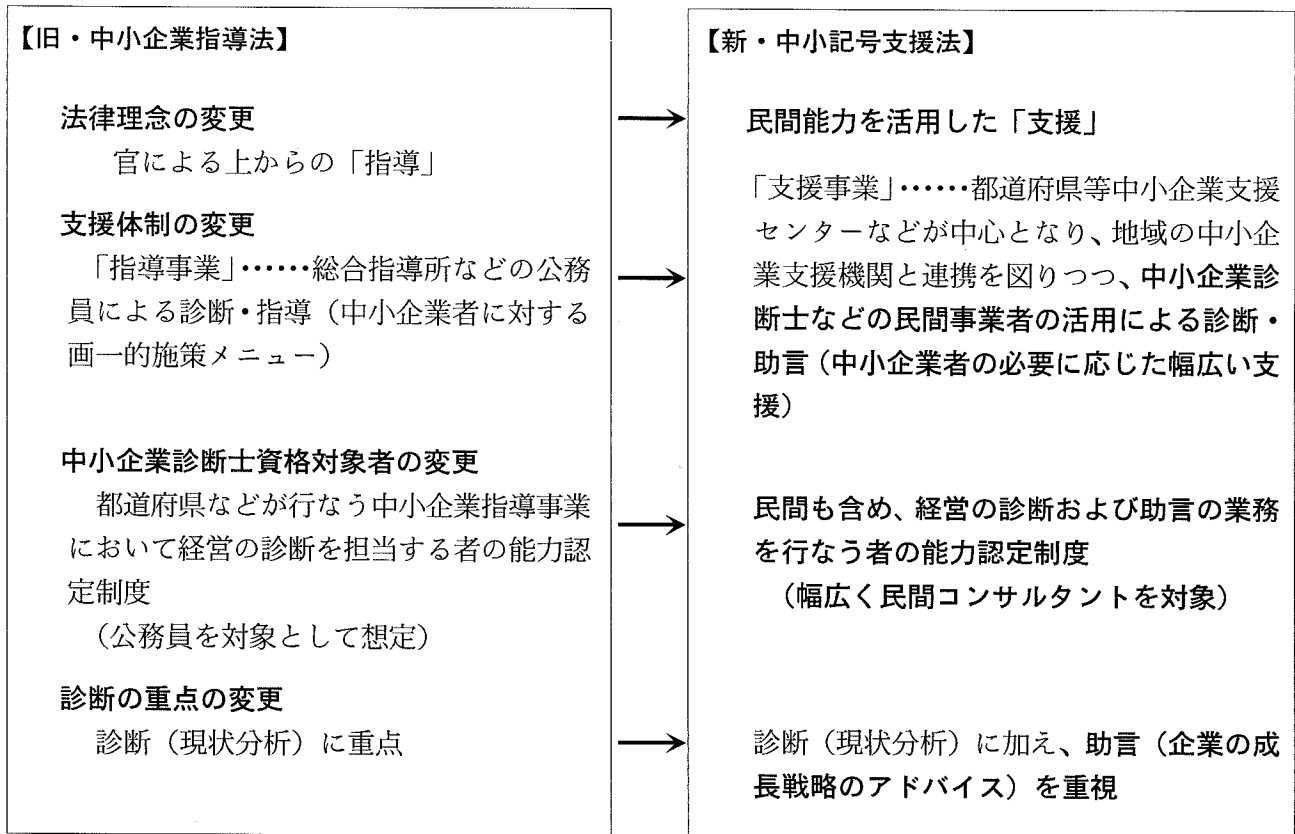 【旧・中小企業指導法】
法律理念の変更
官による上からの「指導」
支援体制の変更
「指導事業」……総合指導所などの公務
員による診断・指導（中小企業者に対する
画一的施策メニュー）
中小企業診断士資格対象者の変更
都道府県などが行なう中小企業指導事業
において経営の診断を担当する者の能力認
定制度
（公務員を対象として想定）
診断の重点の変更
診断（現状分析）に重点
【新・中小記号支援法】
民間能力を活用した「支援」
「支援事業」……都道府県等中小企業支援
センターなどが中心となり、地域の中小企
業支援機関と連携を図りつつ、中小企業診
断士などの民間事業者の活用による診断・
助言（中小企業者の必要に応じた幅広い支
援）
民間も含め、経営の診断および助言の業務
を行なう者の能力認定制度
（幅広く民間コンサルタントを対象）
診断（現状分析）に加え、助言（企業の成
長戦略のアドバイス）を重視